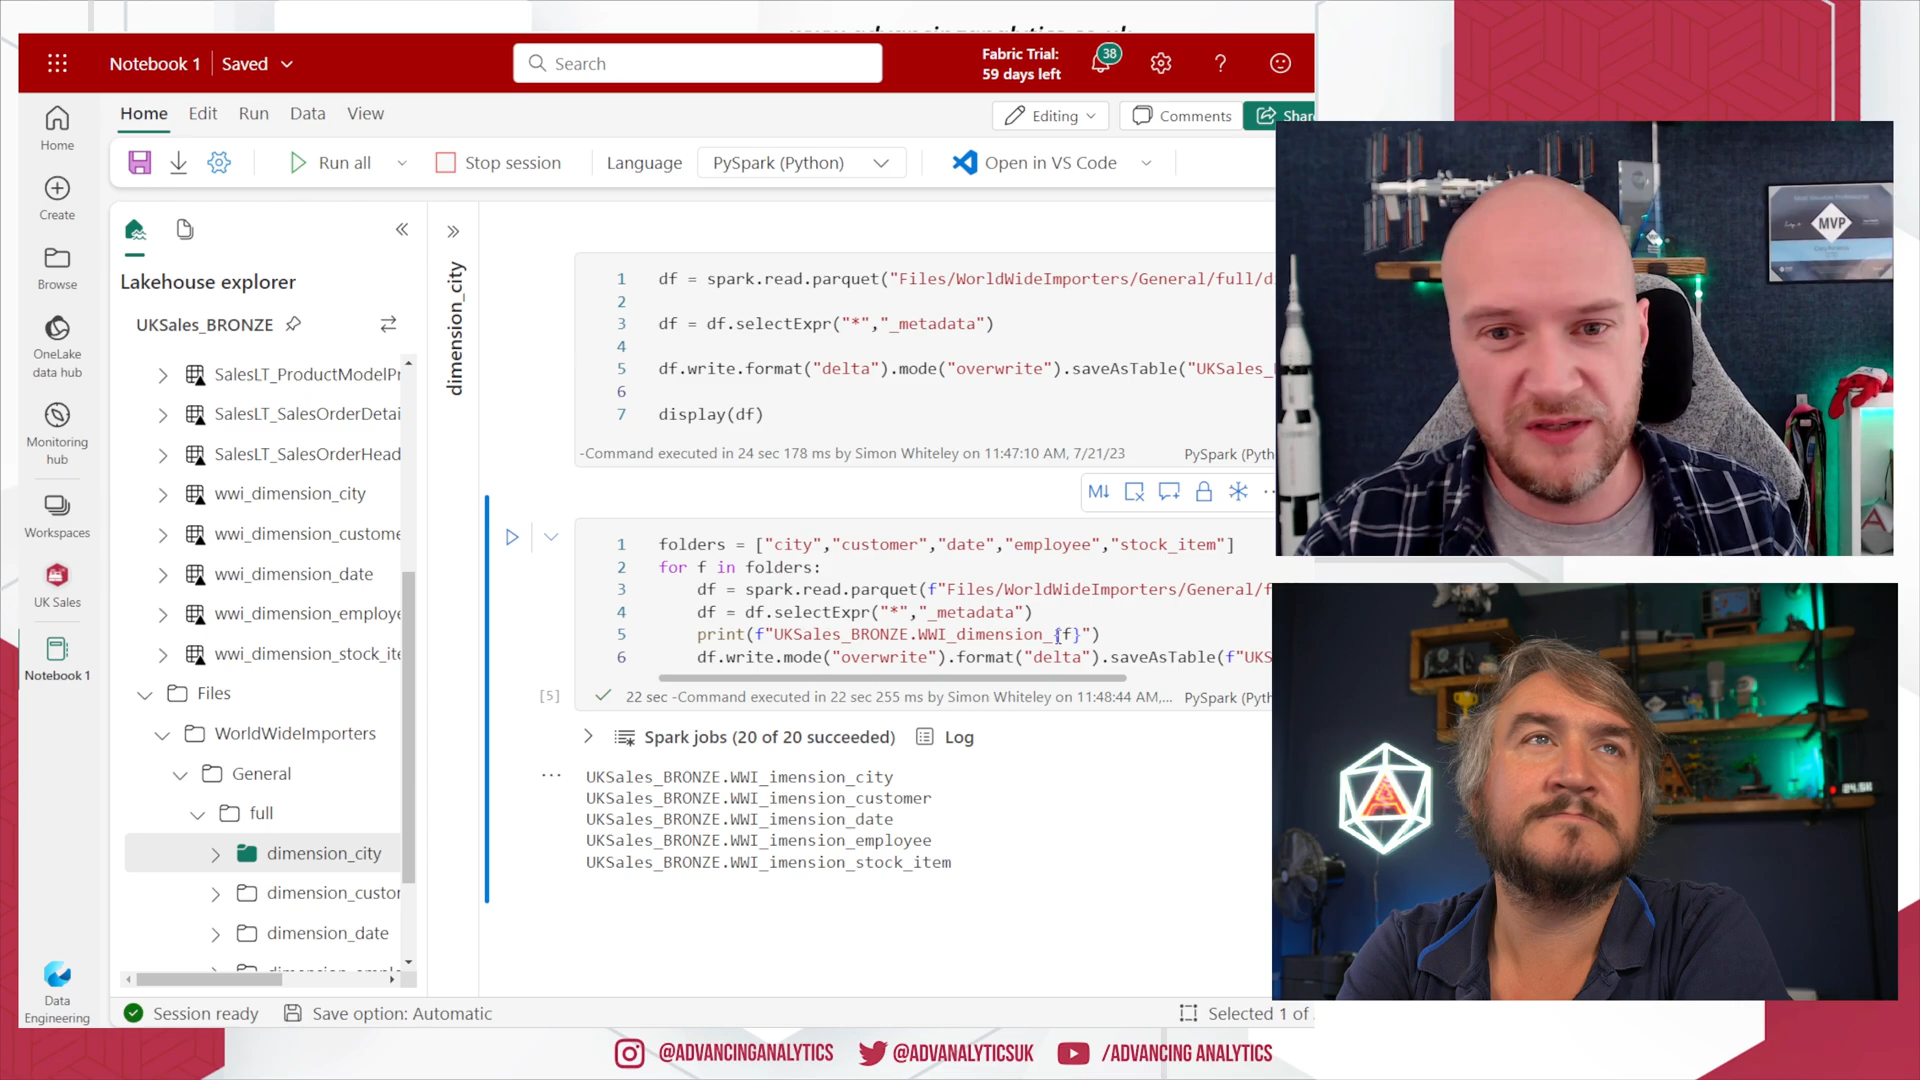 Notebook 1 Saved
Search
Fabric Trial:
59 days left
38
Home Edit Run Data View
Editing
Comments
Share
Run all
Stop session
Language
PySpark (Python)
Open in VS Code
Home
Create
Browse
OneLake
data hub
Monitoring
hub
Workspaces
UK Sales
Notebook 1
Data
Engineering
Lakehouse explorer
UKSales_BRONZE
SalesLT_ProductModelPr
SalesLT_SalesOrderDetai
SalesLT_SalesOrderHead
wwi_dimension_city
wwi_dimension_custome
wwi_dimension_date
wwi_dimension_employe
wwi_dimension_stock_ite
Files
WorldWideImporters
General
full
dimension_city
dimension_custor
dimension_date
dimension_city
1 df = spark.read.parquet("Files/WorldWideImporters/General/full/d
2
3 df = df.selectExpr("*","_metadata")
4
5 df.write.format("delta").mode("overwrite").saveAsTable("UKSales_
6
7 display(df)
-Command executed in 24 sec 178 ms by Simon Whiteley on 11:47:10 AM, 7/21/23 PySpark (Pyth
M↓
1 folders = ["city","customer","date","employee","stock_item"]
2 for f in folders:
3 df = spark.read.parquet(f"Files/WorldWideImporters/General/f
4 df = df.selectExpr("*","_metadata")
5 print(f"UKSales_BRONZE.WWI_dimension_{f}")
6 df.write.mode("overwrite").format("delta").saveAsTable(f"UKS
[5] 22 sec -Command executed in 22 sec 255 ms by Simon Whiteley on 11:48:44 AM,... PySpark (Pyth
Spark jobs (20 of 20 succeeded) Log
UKSales_BRONZE.WWI_imension_city
UKSales_BRONZE.WWI_imension_customer
UKSales_BRONZE.WWI_imension_date
UKSales_BRONZE.WWI_imension_employee
UKSales_BRONZE.WWI_imension_stock_item
Session ready
Save option: Automatic
Selected 1 of
MVP
@ADVANCINGANALYTICS
@ADVANALYTICSUK
/ADVANCING ANALYTICS